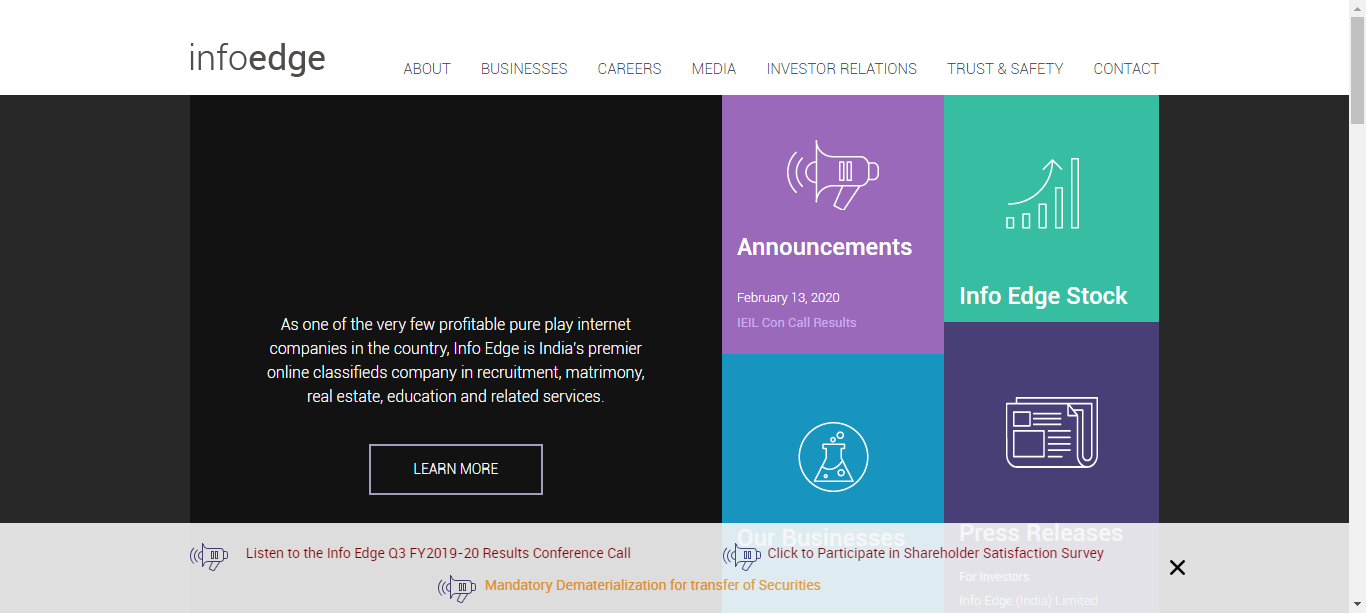 infoedge
ABOUT BUSINESSES CAREERS MEDIA INVESTOR RELATIONS TRUST & SAFETY CONTACT
As one of the very few profitable pure play internet
companies in the country, Info Edge is India's premier
online classifieds company in recruitment, matrimony,
real estate, education and related services.
LEARN MORE
Announcements
February 13, 2020
IEIL Con Call Results
Info Edge Stock
Our Businesses
Press Releases
For Investors
Info Edge (India) Limited
Listen to the Info Edge Q3 FY2019-20 Results Conference Call
Click to Participate in Shareholder Satisfaction Survey
Mandatory Dematerialization for transfer of Securities